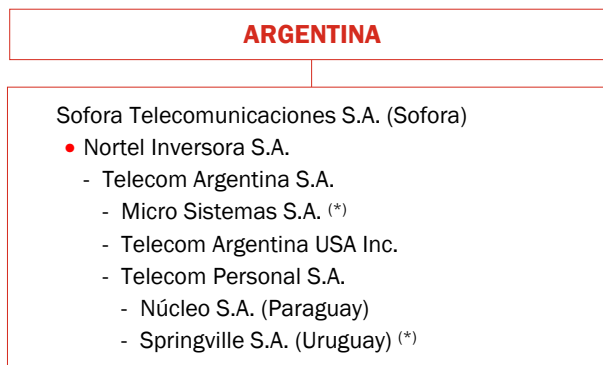 ARGENTINA
Sofora Telecomunicaciones S.A. (Sofora)
• Nortel Inversora S.A.
- Telecom Argentina S.A.
- Micro Sistemas S.A. (*)
- Telecom Argentina USA Inc.
- Telecom Personal S.A.
- Núcleo S.A. (Paraguay)
- Springville S.A. (Uruguay) (*)